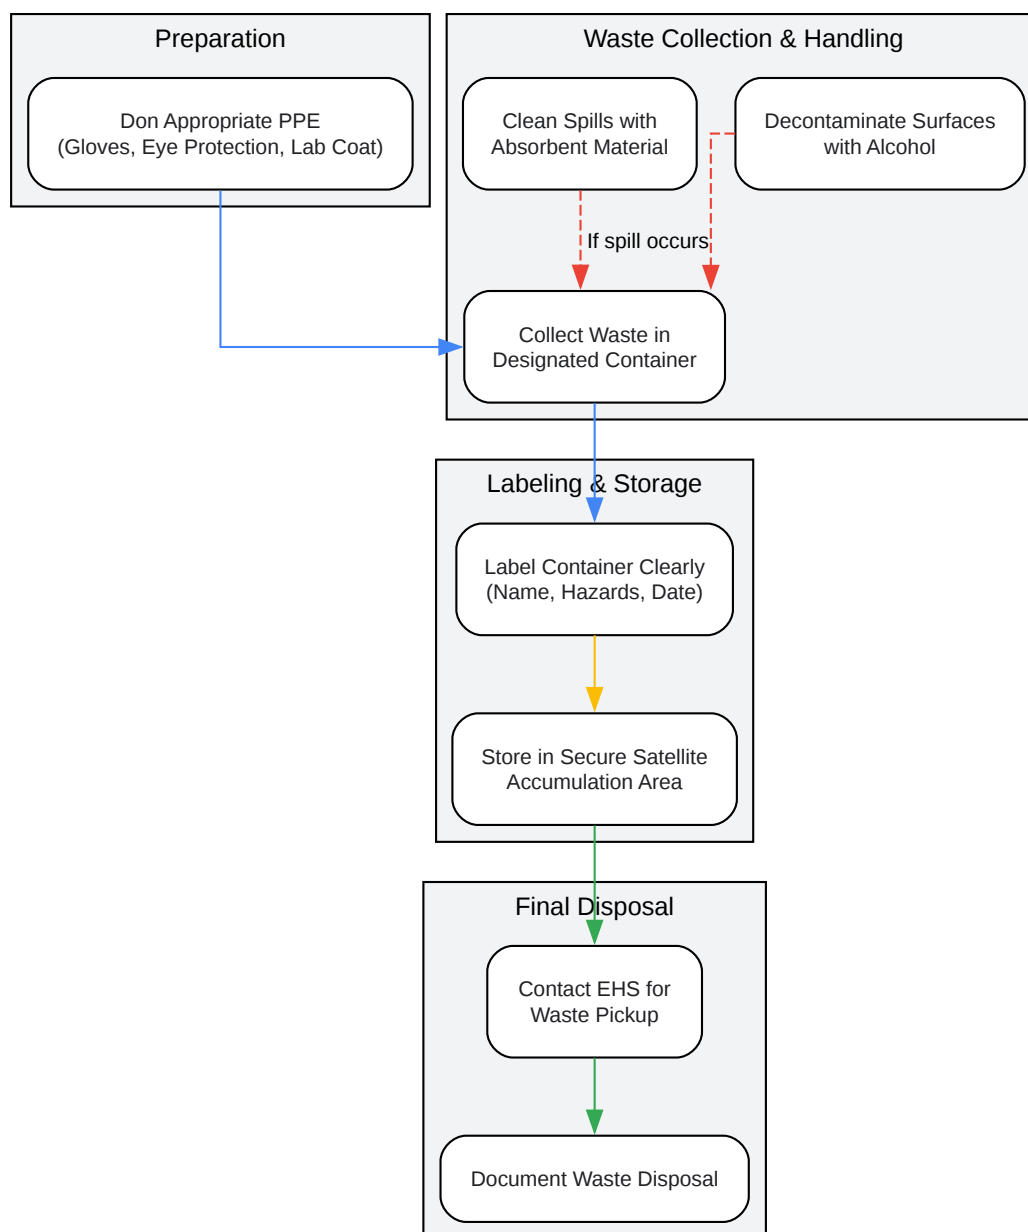 Preparation
Don Appropriate PPE
(Gloves, Eye Protection, Lab Coat)
Waste Collection & Handling
Clean Spills with
Absorbent Material
Decontaminate Surfaces
with Alcohol
If spill occurs
Collect Waste in
Designated Container
Labeling & Storage
Label Container Clearly
(Name, Hazards, Date)
Store in Secure Satellite
Accumulation Area
Final Disposal
Contact EHS for
Waste Pickup
Document Waste Disposal